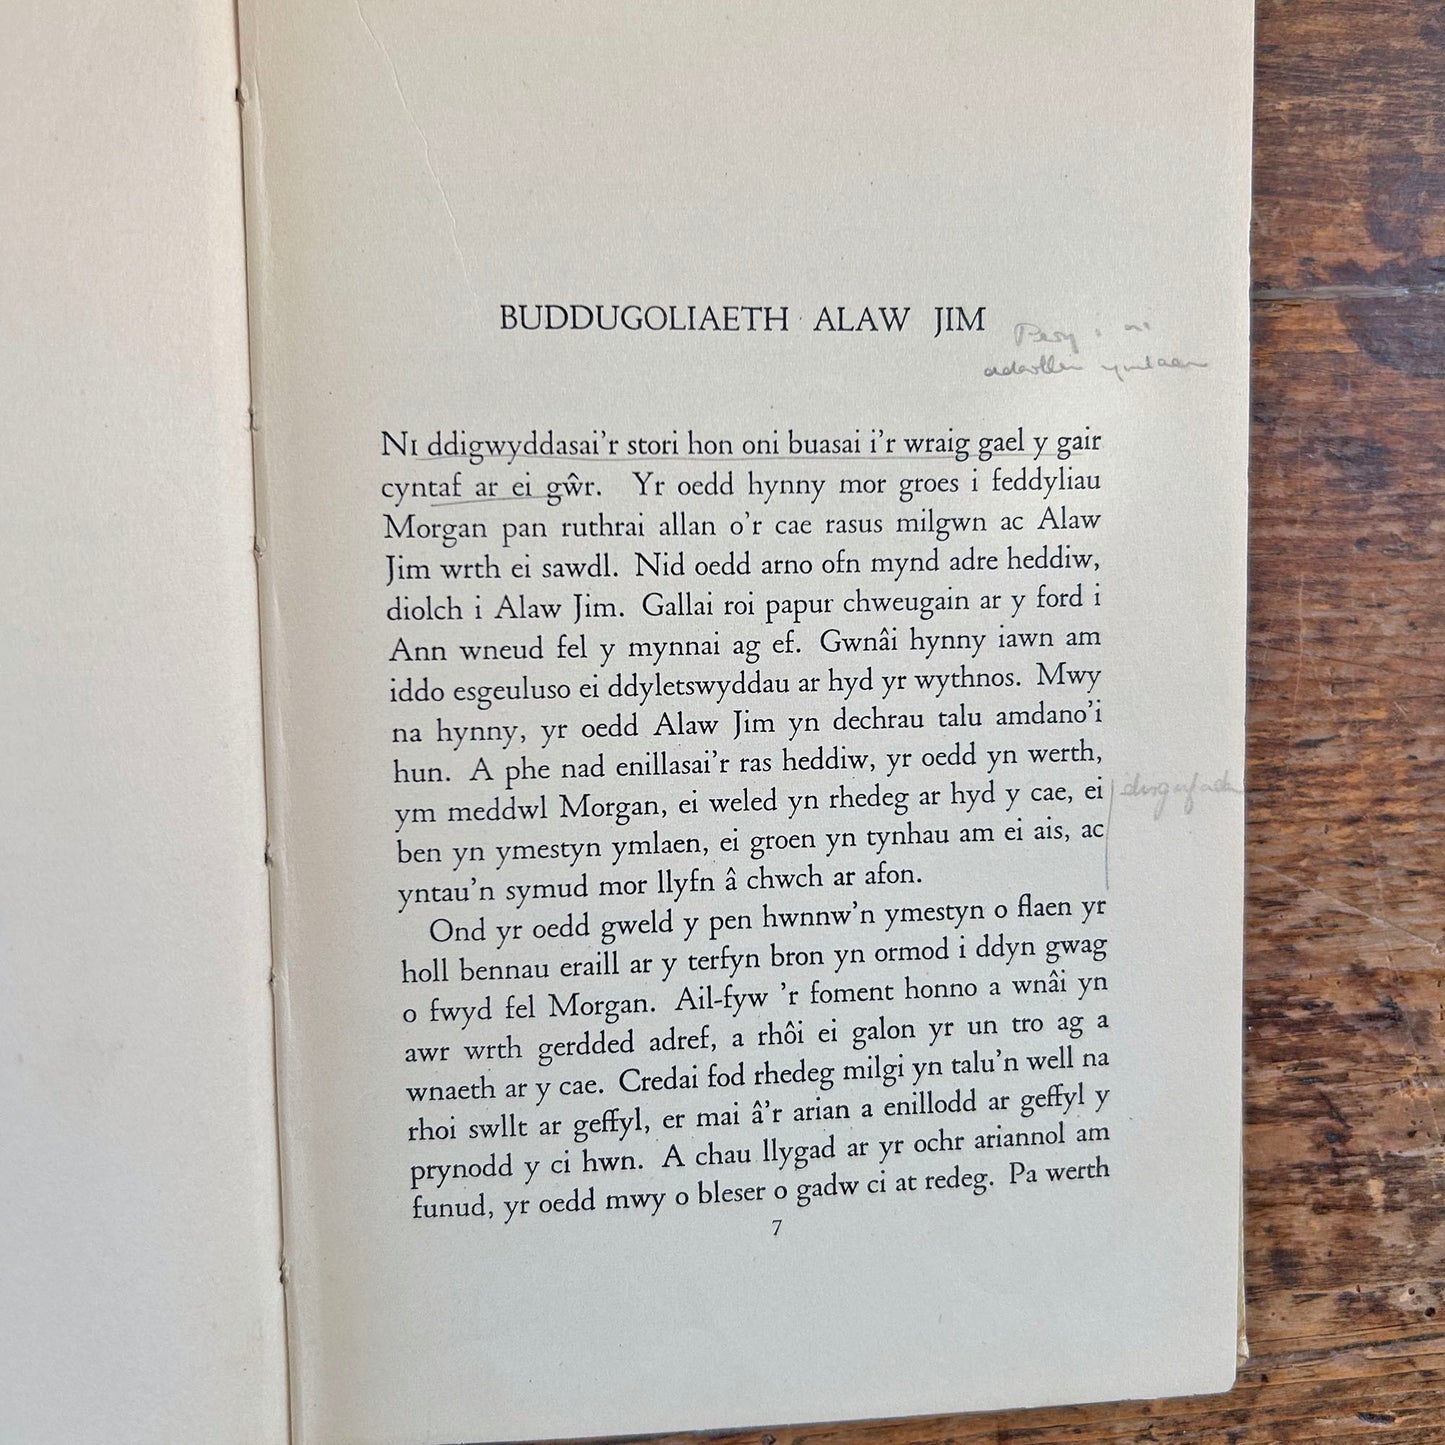 BUDDUGOLIAETH ALAW JIM
Ni ddigwyddasai'r stori hon oni buasai i'r wraig gael y gair
cyntaf ar ei gŵr. Yr oedd hynny mor groes i feddyliau
Morgan pan ruthrai allan o'r cae rasus milgwn ac Alaw
Jim wrth ei sawdl. Nid oedd arno ofn mynd adre heddiw,
diolch i Alaw Jim. Gallai roi papur chweugain ar y ford i
Ann wneud fel y mynnai ag ef. Gwnâi hynny iawn am
iddo esgeuluso ei ddyletswyddau ar hyd yr wythnos. Mwy
na hynny, yr oedd Alaw Jim yn dechrau talu amdano'i
hun. A phe nad enillasai'r ras heddiw, yr oedd yn werth,
ym meddwl Morgan, ei weled yn rhedeg ar hyd y cae, ei
ben yn ymestyn ymlaen, ei groen yn tynhau am ei ais, ac
yntau'n symud mor llyfn â chwch ar afon.
Ond yr oedd gweld y pen hwnnw'n ymestyn o flaen yr
holl bennau eraill ar y terfyn bron yn ormod i ddyn gwag
o fwyd fel Morgan. Ail-fyw 'r foment honno a wnâi yn
awr wrth gerdded adref, a rhôi ei galon yr un tro ag a
wnaeth ar y cae. Credai fod rhedeg milgi yn talu'n well na
rhoi swllt ar geffyl, er mai â'r arian a enillodd ar geffyl y
prynodd y ci hwn. A chau llygad ar yr ochr ariannol am
funud, yr oedd mwy o bleser o gadw ci at redeg. Pa werth
7